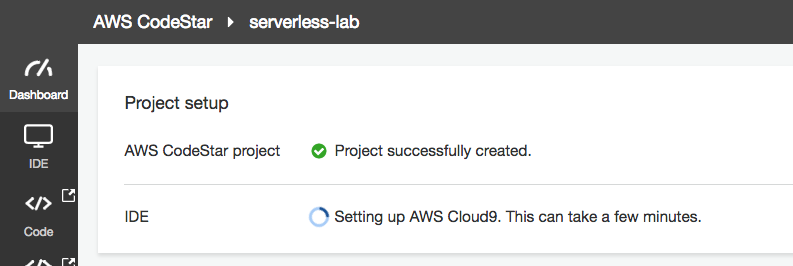 AWS CodeStar ▸ serverless-lab
Dashboard
Project setup
AWS CodeStar project Project successfully created.
IDE
IDE Setting up AWS Cloud9. This can take a few minutes.
</> Code
</>